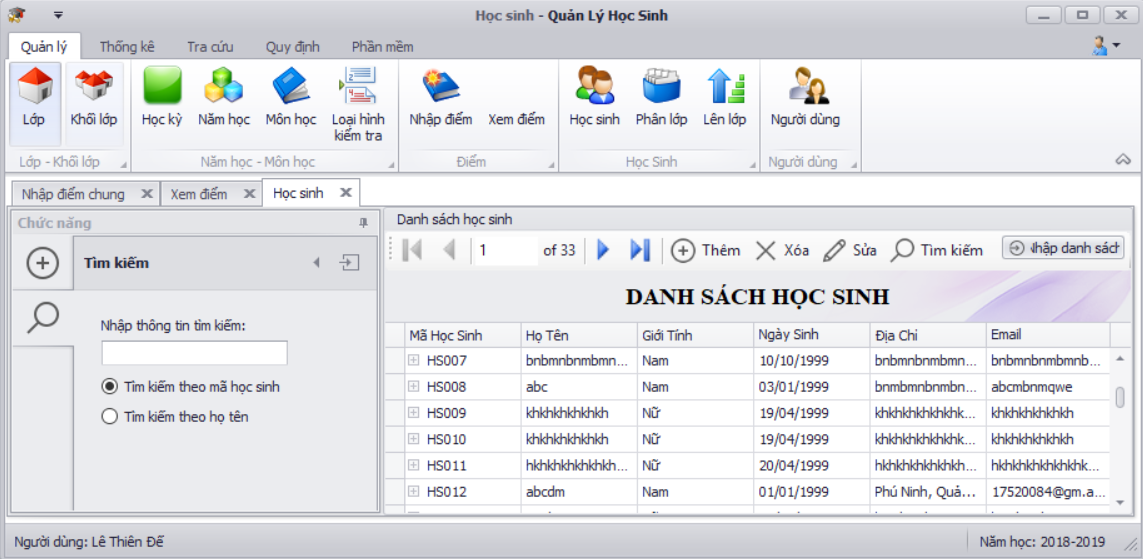 Học sinh - Quản Lý Học Sinh
Quản lý Thống kê Tra cứu Quy định Phần mềm
Lớp Khối lớp Học kỳ Năm học Môn học Loại hình kiểm tra Nhập điểm Xem điểm Học sinh Phân lớp Lên lớp Người dùng
Lớp - Khối lớp Năm học - Môn học Điểm Học Sinh Người dùng
Nhập điểm chung Xem điểm Học sinh
Chức năng
Tìm kiếm
Nhập thông tin tìm kiếm:
Tìm kiếm theo mã học sinh
Tìm kiếm theo họ tên
Danh sách học sinh
1 of 33 Thêm Xóa Sửa Tìm kiếm danh sách
DANH SÁCH HỌC SINH
Mã Học Sinh Họ Tên Giới Tính Ngày Sinh Địa Chỉ Email
HS007 bnbmnbnmbmn... Nam 10/10/1999 bnbmnbnmbmn... bnbmnbnmbmnb...
HS008 abc Nam 03/01/1999 bnmbmnbnmbn... abcmbnmqwe
HS009 khkhkhkhkhkh Nữ 19/04/1999 khkhkhkhkhkhk... khkhkhkhkhkh
HS010 khkhkhkhkhkh Nữ 19/04/1999 khkhkhkhkhkhk... khkhkhkhkhkh
HS011 hkhkhkhkhkhkh... Nữ 20/04/1999 hkhkhkhkhkhkh... hkhkhkhkhkhkhk...
HS012 abcdm Nam 01/01/1999 Phú Ninh, Quả... 17520084@gm.a...
Người dùng: Lê Thiên Đế
Năm học: 2018-2019